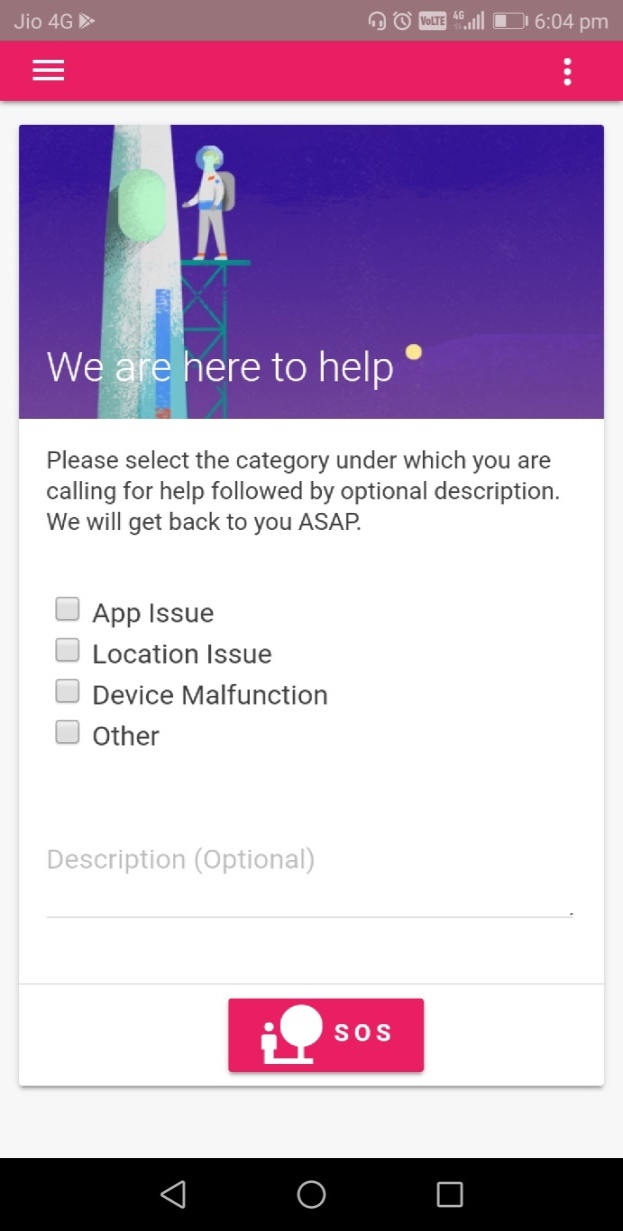 Jio 4G VoLTE 4G 6:04 pm
We are here to help
Please select the category under which you are
calling for help followed by optional description.
We will get back to you ASAP.
App Issue
Location Issue
Device Malfunction
Other
Description (Optional)
SOS